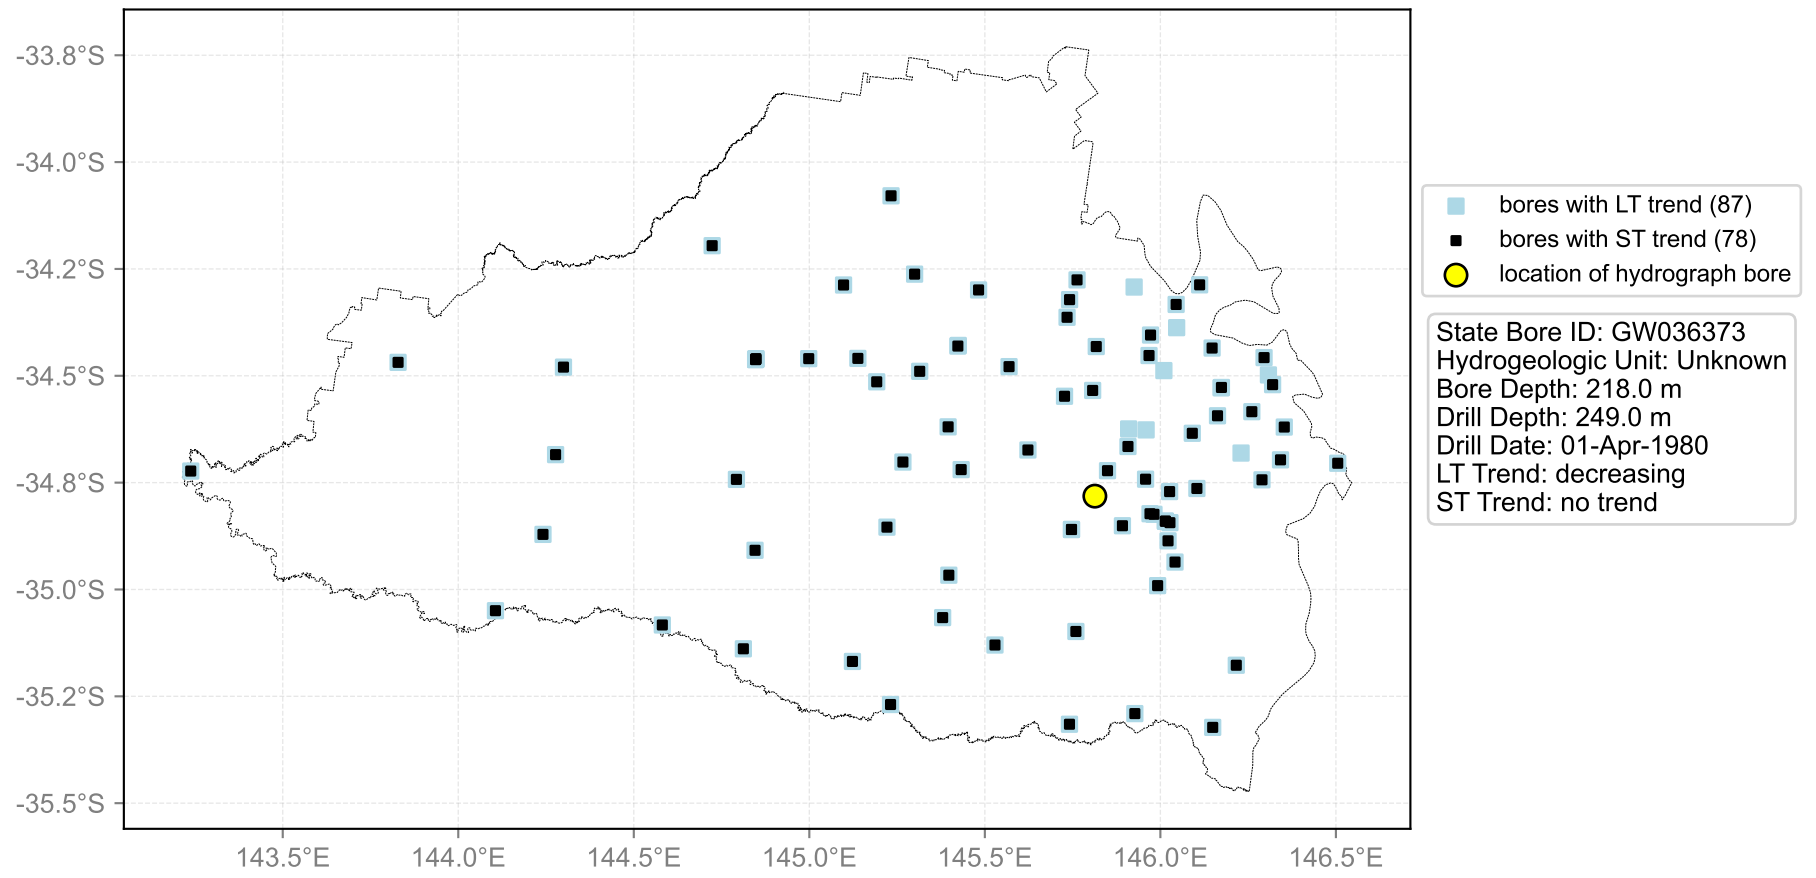 -33.8°S
-34.0°S
-34.2°S
-34.5°S
-34.8°S
-35.0°S
-35.2°S
-35.5°S
143.5°E 144.0°E 144.5°E 145.0°E 145.5°E 146.0°E 146.5°E
bores with LT trend (87)
bores with ST trend (78)
location of hydrograph bore
State Bore ID: GW036373
Hydrogeologic Unit: Unknown
Bore Depth: 218.0 m
Drill Depth: 249.0 m
Drill Date: 01-Apr-1980
LT Trend: decreasing
ST Trend: no trend